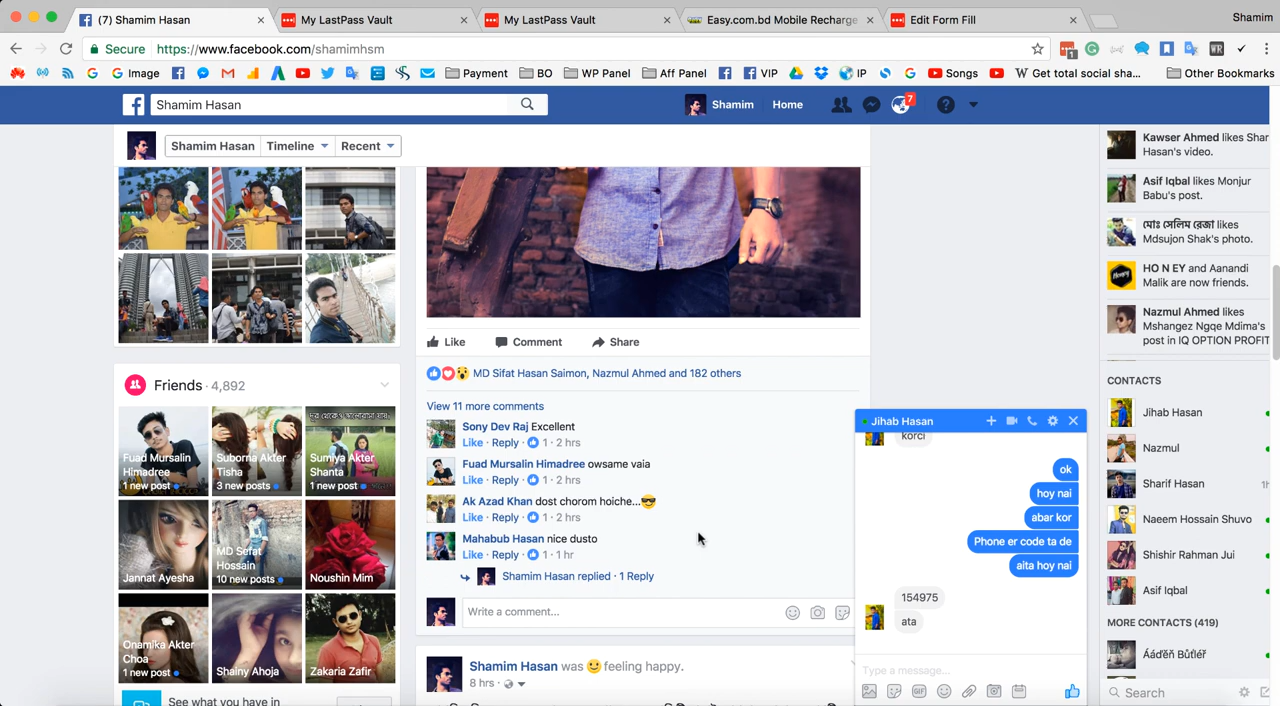 (7) Shamim Hasan
My LastPass Vault
My LastPass Vault
Easy.com.bd Mobile Recharge
Edit Form Fill
Shamim
Secure
https://www.facebook.com/shamimhsm
Image
Payment
BO
WP Panel
Aff Panel
VIP
IP
Songs
Get total social sha...
Other Bookmarks
Shamim Hasan
Shamim
Home
7
Shamim Hasan
Timeline
Recent
Like
Comment
Share
MD Sifat Hasan Saimon, Nazmul Ahmed and 182 others
View 11 more comments
Sony Dev Raj Excellent
Like · Reply · 1 · 2 hrs
Fuad Mursalin Himadree owsame vaia
Like · Reply · 1 · 2 hrs
Ak Azad Khan dost chorom hoiche...😎
Like · Reply · 1 · 2 hrs
Mahabub Hasan nice dusto
Like · Reply · 1 · 1 hr
Shamim Hasan replied · 1 Reply
Write a comment...
Shamim Hasan was 🙂 feeling happy.
8 hrs ·
Friends · 4,892
Fuad Mursalin
Himadree
1 new post
Suborna Akter
Tisha
3 new posts
Sumiya Akter
Shanta
1 new post
Jannat Ayesha
MD Sefat
Hossain
10 new posts
Noushin Mim
Onamika Akter
Choa
1 new post
Shainy Ahoja
Zakaria Zafir
See what you have in
Jihab Hasan
korci
ok
hoy nai
abar kor
Phone er code ta de
aita hoy nai
154975
ata
Type a message...
Kawser Ahmed likes Shar
Hasan's video.
Asif Iqbal likes Monjur
Babu's post.
মোঃ সেলিম রেজা likes
Mdsujon Shak's photo.
HO N EY and Aanandi
Malik are now friends.
Nazmul Ahmed likes
Mshangez Ngqe Mdima's
post in IQ OPTION PROFIT
CONTACTS
Jihab Hasan
Nazmul
Sharif Hasan
Naeem Hossain Shuvo
Shishir Rahman Jui
Asif Iqbal
MORE CONTACTS (419)
Search